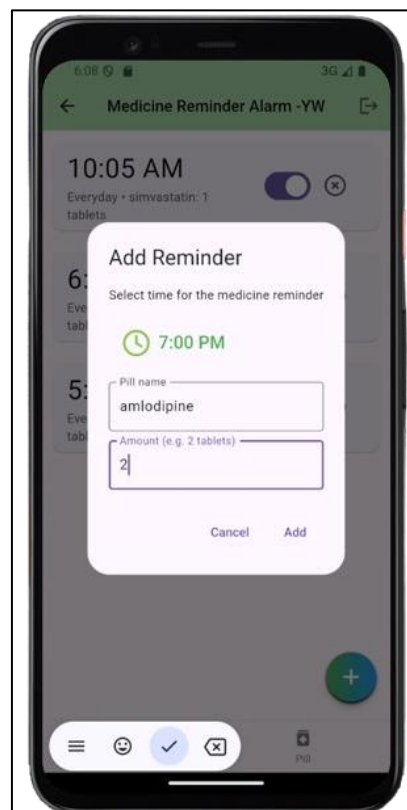 6:08 3G
Medicine Reminder Alarm -YW
10:05 AM
Everyday • simvastatin: 1
tablets
6:
Eve
tabl
5:
Eve
tabl
Add Reminder
Select time for the medicine reminder
7:00 PM
Pill name
amlodipine
Amount (e.g. 2 tablets)
2
Cancel Add
Pill